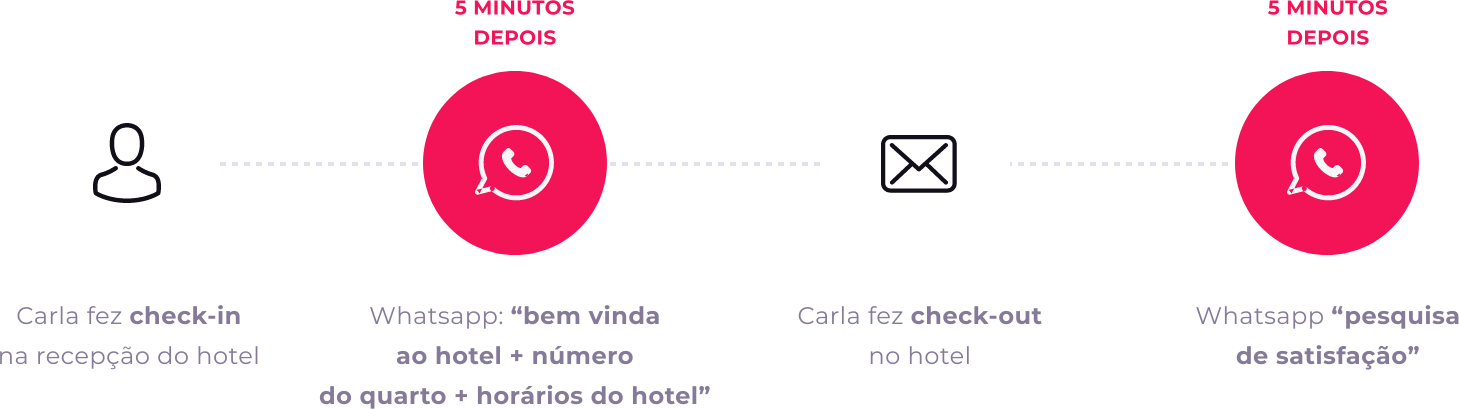 5 MINUTOS
DEPOIS
5 MINUTOS
DEPOIS
Carla fez check-in
na recepção do hotel
Whatsapp: “bem vinda
ao hotel + número
do quarto + horários do hotel”
Carla fez check-out
no hotel
Whatsapp “pesquisa
de satisfação”